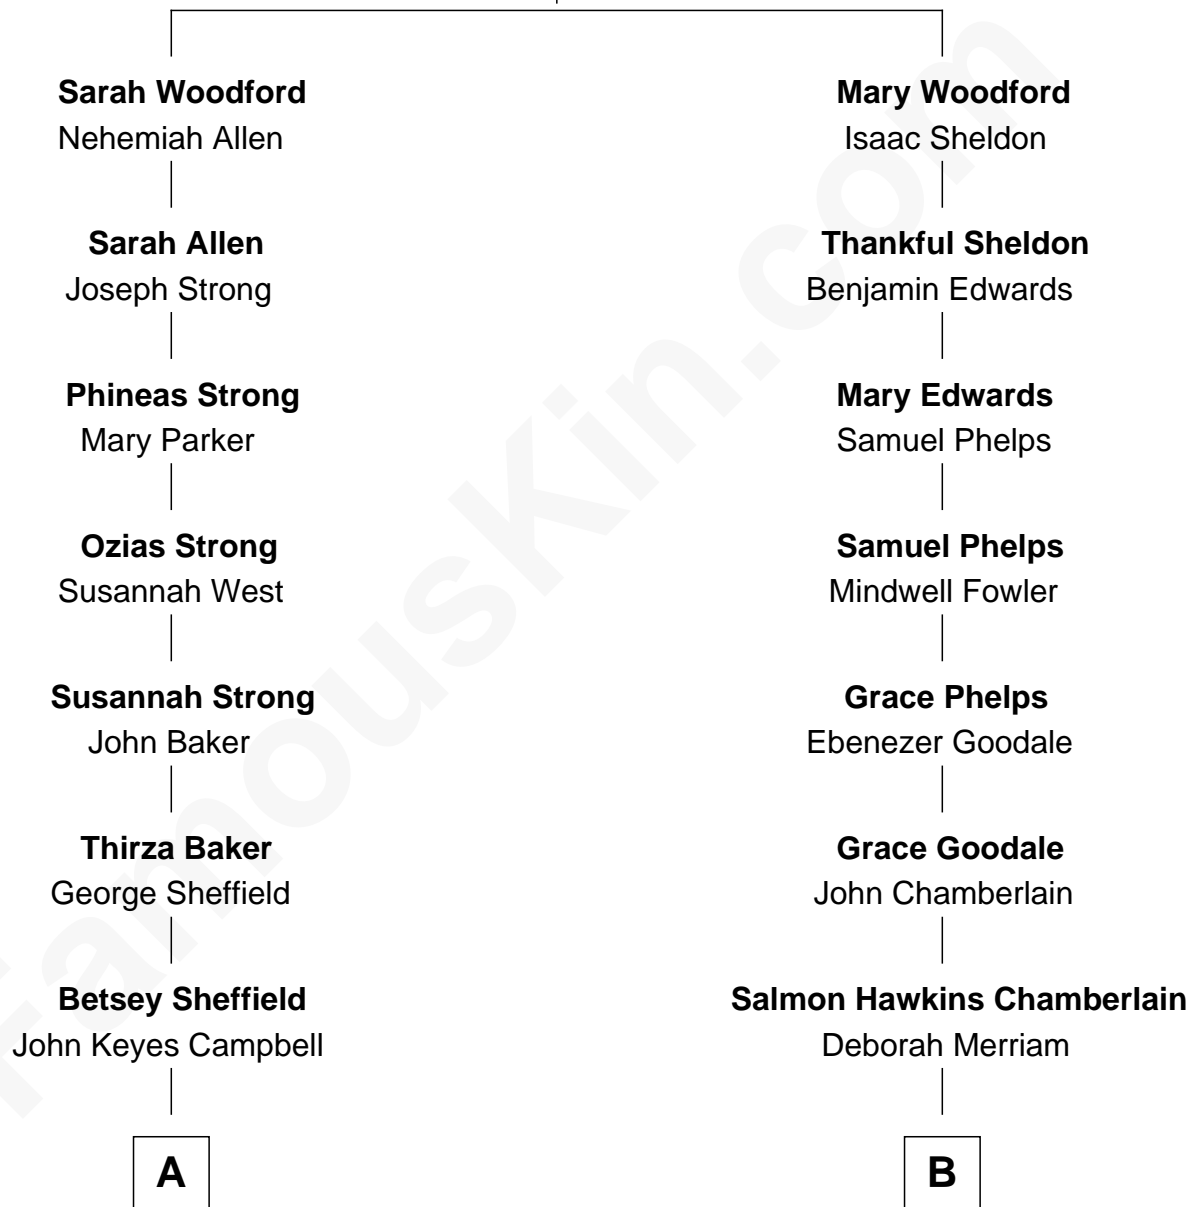 Sarah Woodford
Nehemiah Allen
Sarah Allen
Joseph Strong
Phineas Strong
Mary Parker
Ozias Strong
Susannah West
Susannah Strong
John Baker
Thirza Baker
George Sheffield
Betsey Sheffield
John Keyes Campbell
A
Mary Woodford
Isaac Sheldon
Thankful Sheldon
Benjamin Edwards
Mary Edwards
Samuel Phelps
Samuel Phelps
Mindwell Fowler
Grace Phelps
Ebenezer Goodale
Grace Goodale
John Chamberlain
Salmon Hawkins Chamberlain
Deborah Merriam
B
FamousKin.com